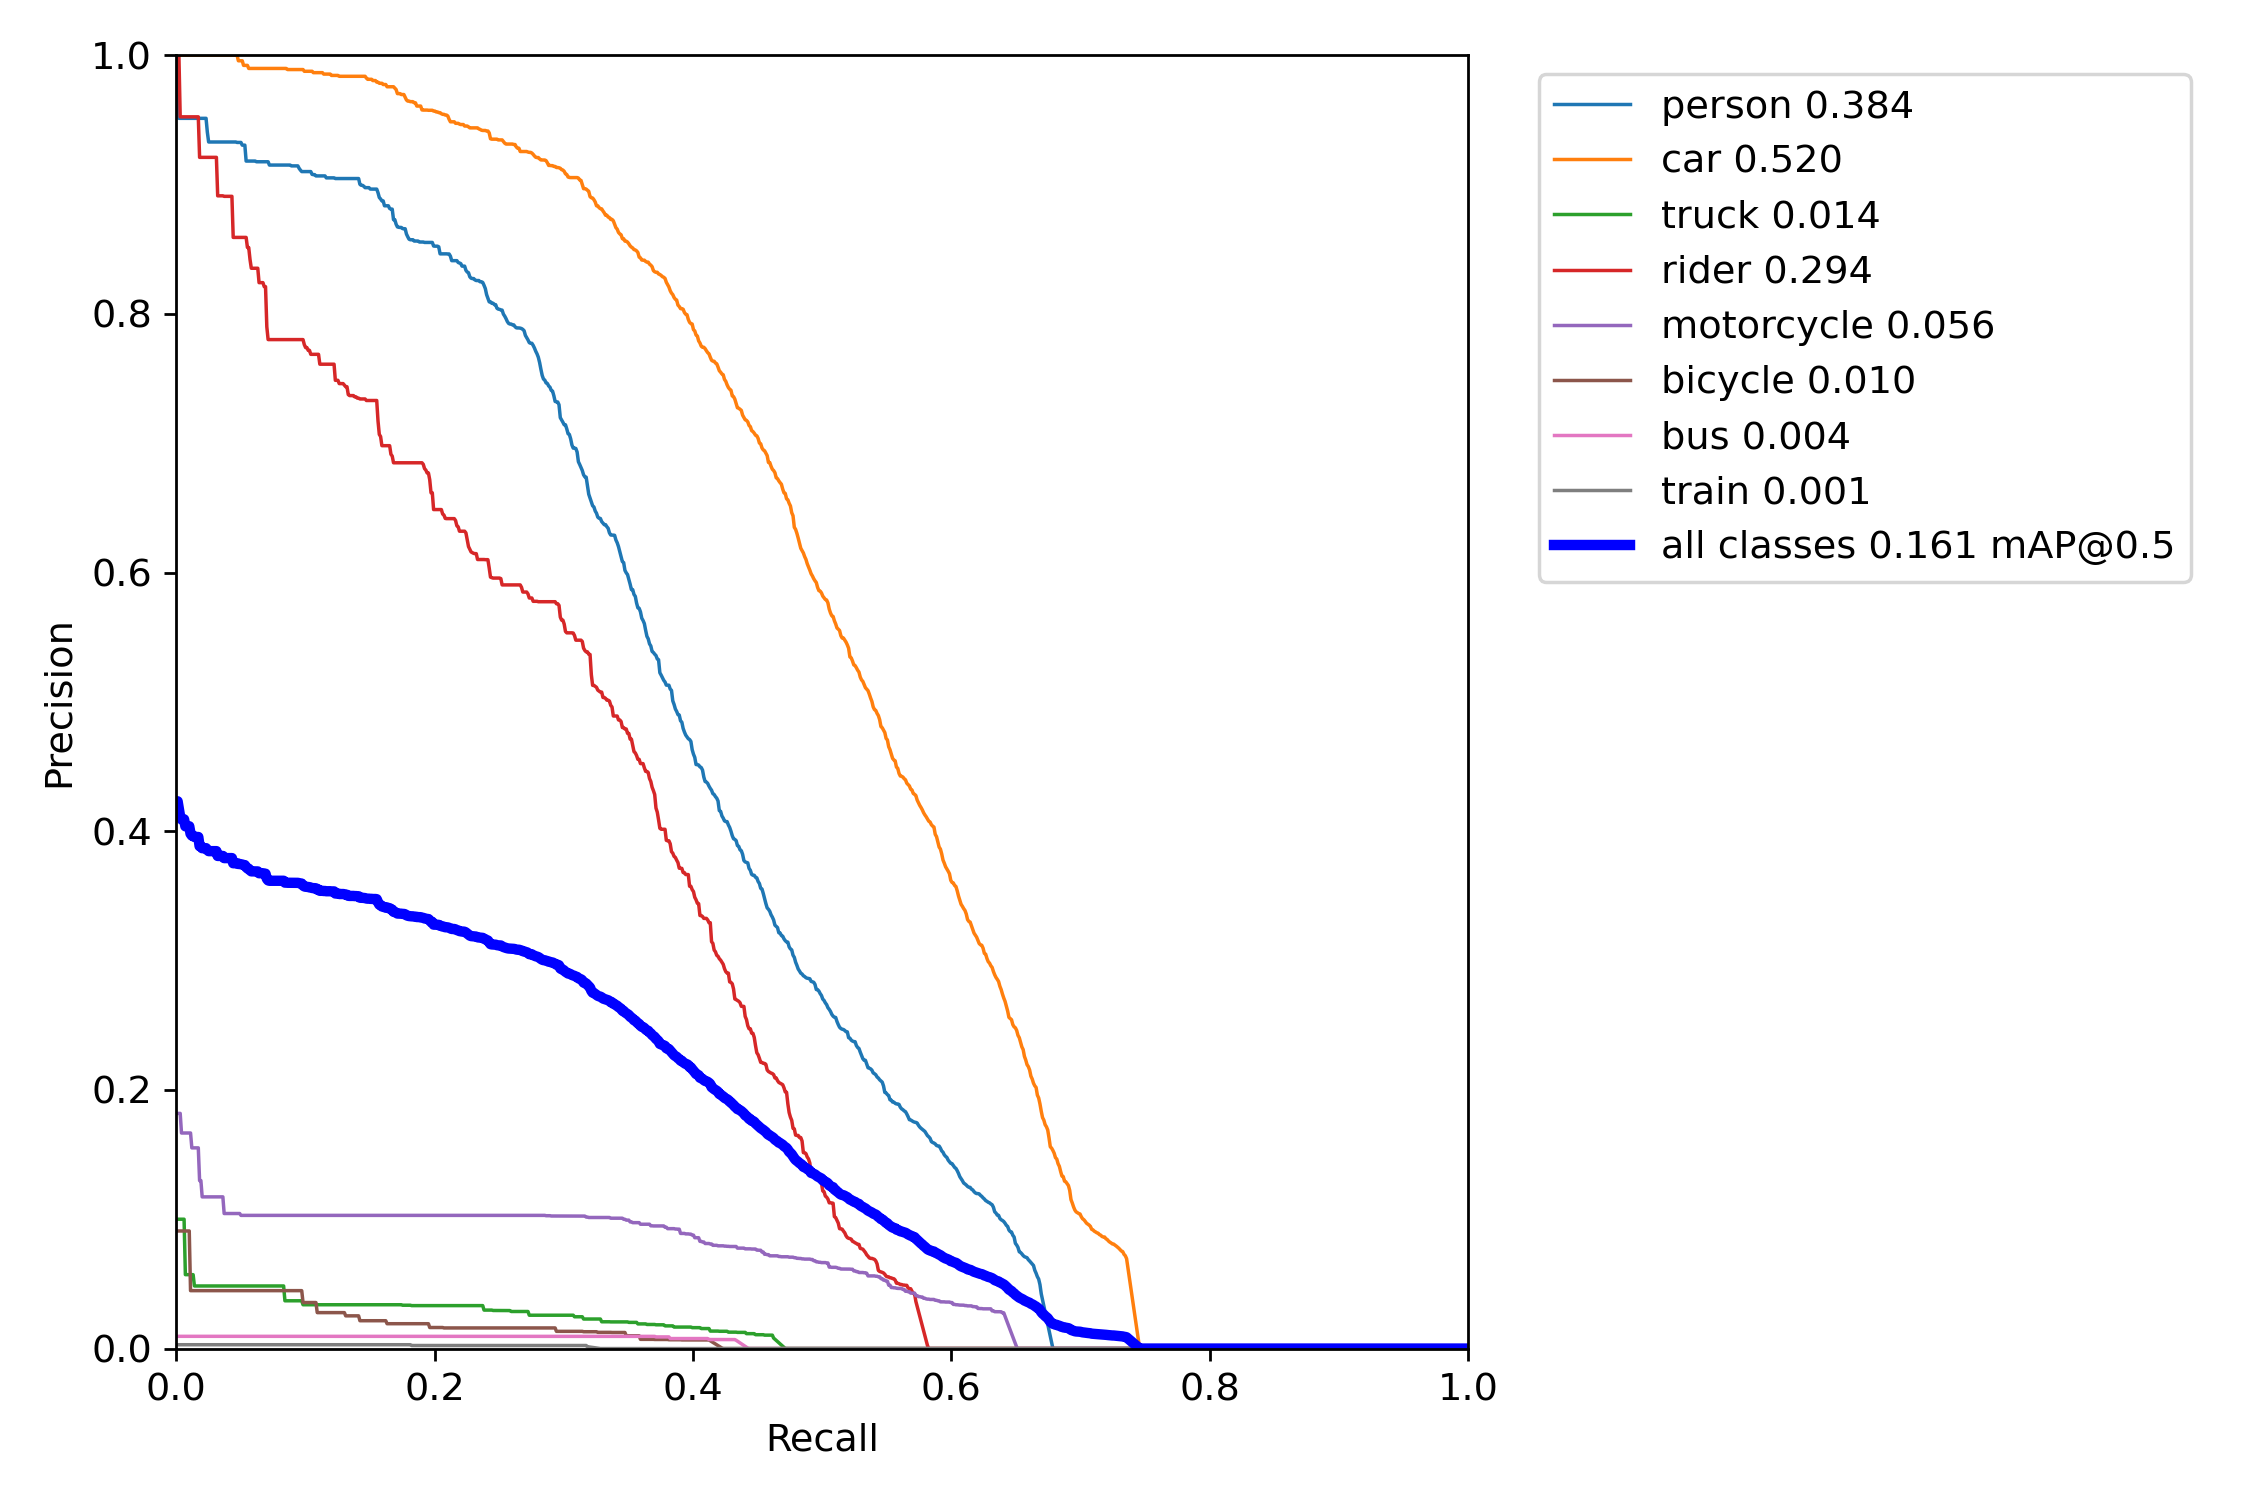 1.0
0.8
0.6
0.4
0.2
0.0
Precision
0.0 0.2 0.4 0.6 0.8 1.0
Recall
person 0.384
car 0.520
truck 0.014
rider 0.294
motorcycle 0.056
bicycle 0.010
bus 0.004
train 0.001
all classes 0.161 mAP@0.5